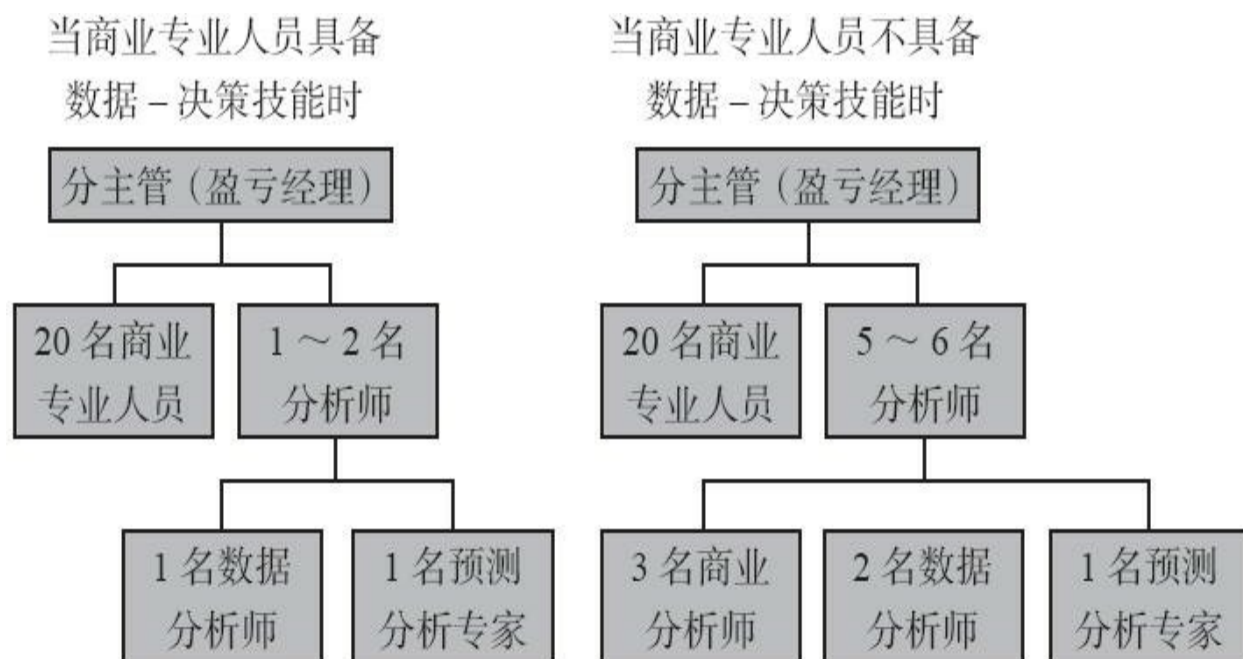 当商业专业人员具备
数据–决策技能时
分主管（盈亏经理）
20 名商业
专业人员
1～2 名
分析师
1 名数据
分析师
1 名预测
分析专家
当商业专业人员不具备
数据–决策技能时
分主管（盈亏经理）
20 名商业
专业人员
5～6 名
分析师
3 名商业
分析师
2 名数据
分析师
1 名预测
分析专家